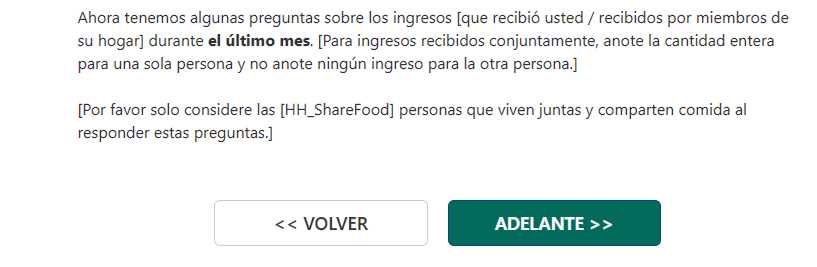 Ahora tenemos algunas preguntas sobre los ingresos [que recibió usted / recibidos por miembros de
su hogar] durante el último mes. [Para ingresos recibidos conjuntamente, anote la cantidad entera
para una sola persona y no anote ningún ingreso para la otra persona.]
[Por favor solo considere las [HH_ShareFood] personas que viven juntas y comparten comida al
responder estas preguntas.]
<< VOLVER
ADELANTE >>